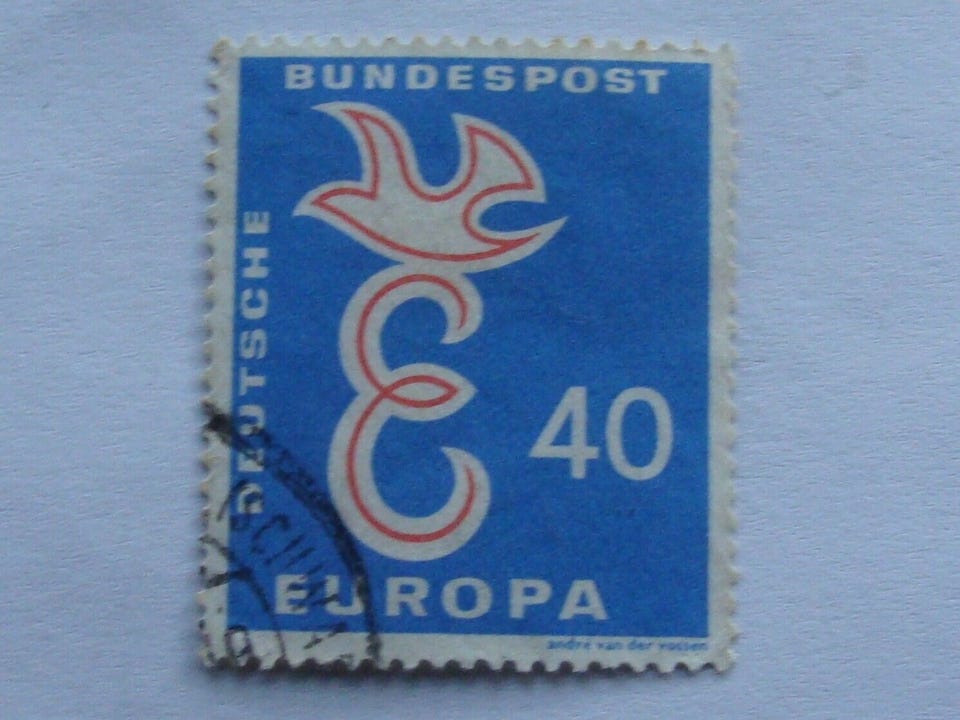 BUNDESPOST
DEUTSCHE
40
EUROPA
andre van der vossen